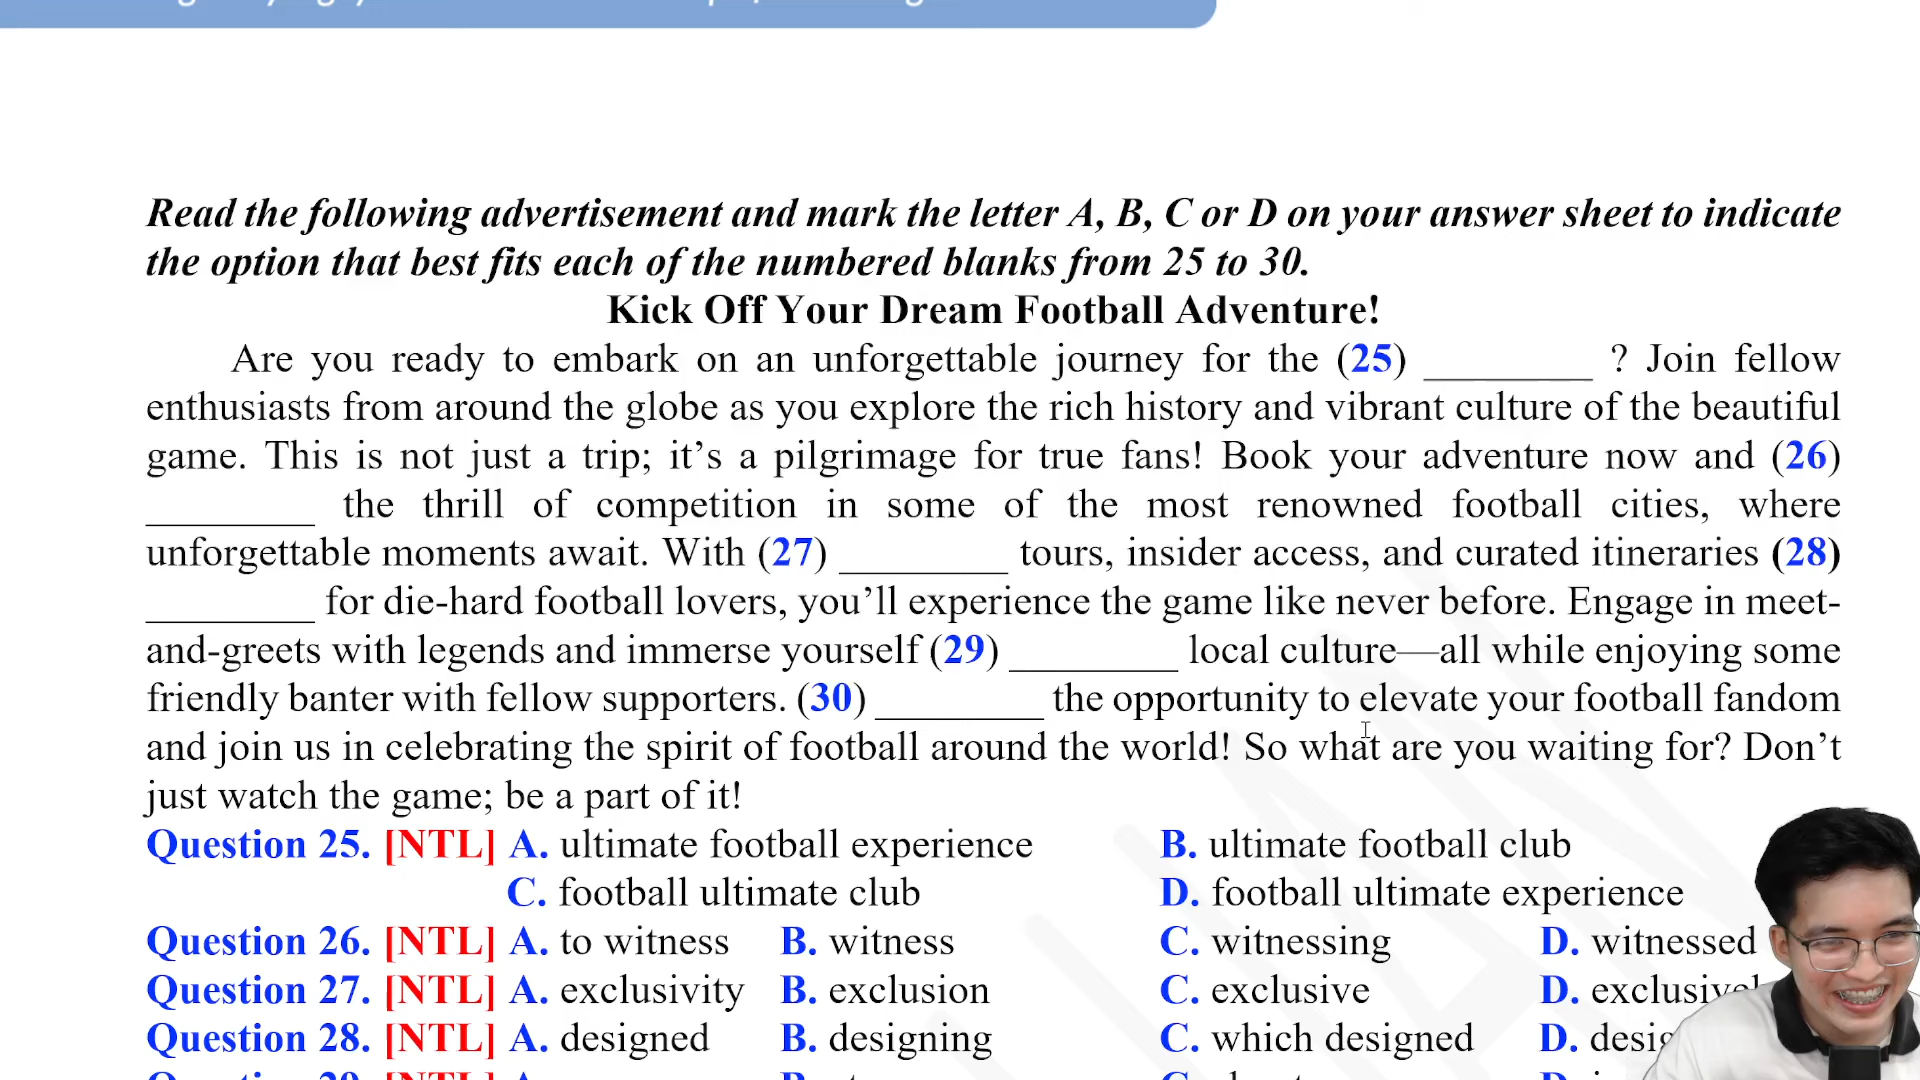 Read the following advertisement and mark the letter A, B, C or D on your answer sheet to indicate
the option that best fits each of the numbered blanks from 25 to 30.
Kick Off Your Dream Football Adventure!
Are you ready to embark on an unforgettable journey for the (25) ________ ? Join fellow
enthusiasts from around the globe as you explore the rich history and vibrant culture of the beautiful
game. This is not just a trip; it’s a pilgrimage for true fans! Book your adventure now and (26)
________ the thrill of competition in some of the most renowned football cities, where
unforgettable moments await. With (27) ________ tours, insider access, and curated itineraries (28)
________ for die-hard football lovers, you’ll experience the game like never before. Engage in meet-
and-greets with legends and immerse yourself (29) ________ local culture—all while enjoying some
friendly banter with fellow supporters. (30) ________ the opportunity to elevate your football fandom
and join us in celebrating the spirit of football around the world! So what are you waiting for? Don’t
just watch the game; be a part of it!
Question 25. [NTL] A. ultimate football experience B. ultimate football club
C. football ultimate club D. football ultimate experience
Question 26. [NTL] A. to witness B. witness C. witnessing D. witnessed
Question 27. [NTL] A. exclusivity B. exclusion C. exclusive D.
Question 28. [NTL] A. designed B. designing C. which designed D.